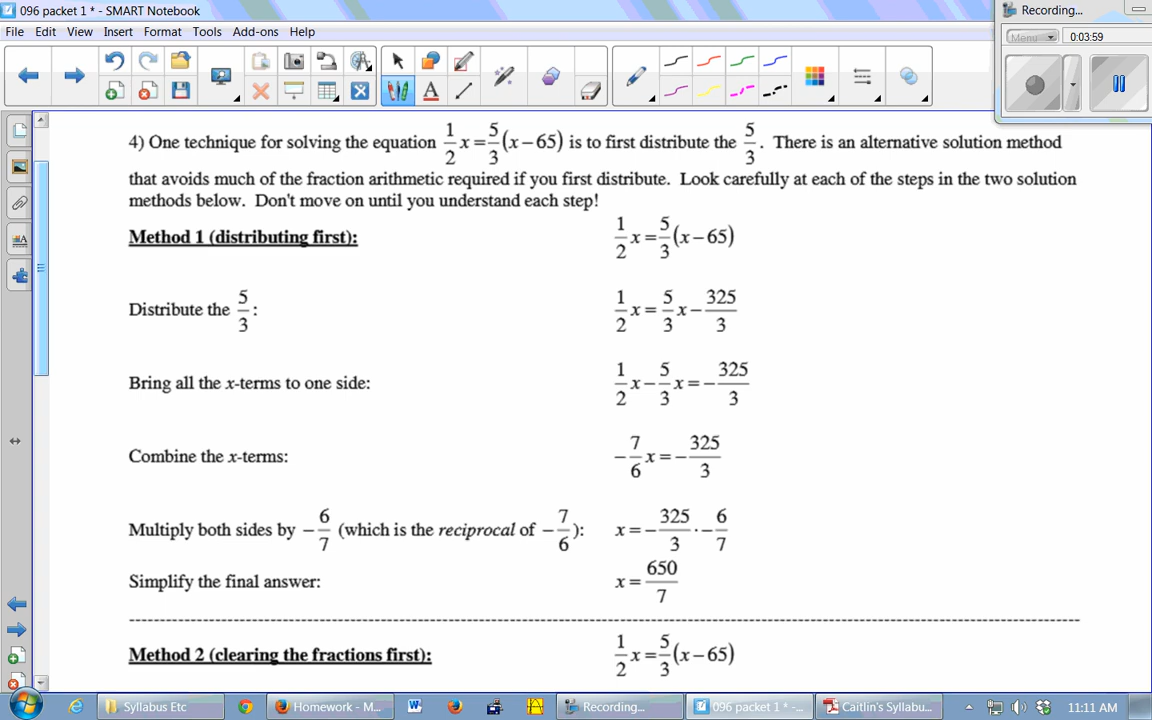 096 packet 1 * - SMART Notebook
Recording...
File Edit View Insert Format Tools Add-ons Help
Menu
0:03:59
4) One technique for solving the equation 1/2 x = 5/3 (x − 65) is to first distribute the 5/3. There is an alternative solution method
that avoids much of the fraction arithmetic required if you first distribute. Look carefully at each of the steps in the two solution
methods below. Don't move on until you understand each step!
Method 1 (distributing first): 1/2 x = 5/3 (x − 65)
Distribute the 5/3: 1/2 x = 5/3 x − 325/3
Bring all the x-terms to one side: 1/2 x − 5/3 x = − 325/3
Combine the x-terms: − 7/6 x = − 325/3
Multiply both sides by − 6/7 (which is the reciprocal of − 7/6): x = − 325/3 · − 6/7
Simplify the final answer: x = 650/7
Method 2 (clearing the fractions first): 1/2 x = 5/3 (x − 65)
Syllabus Etc
Homework - M...
Recording...
096 packet 1 * -...
Caitlin's Syllabu...
11:11 AM